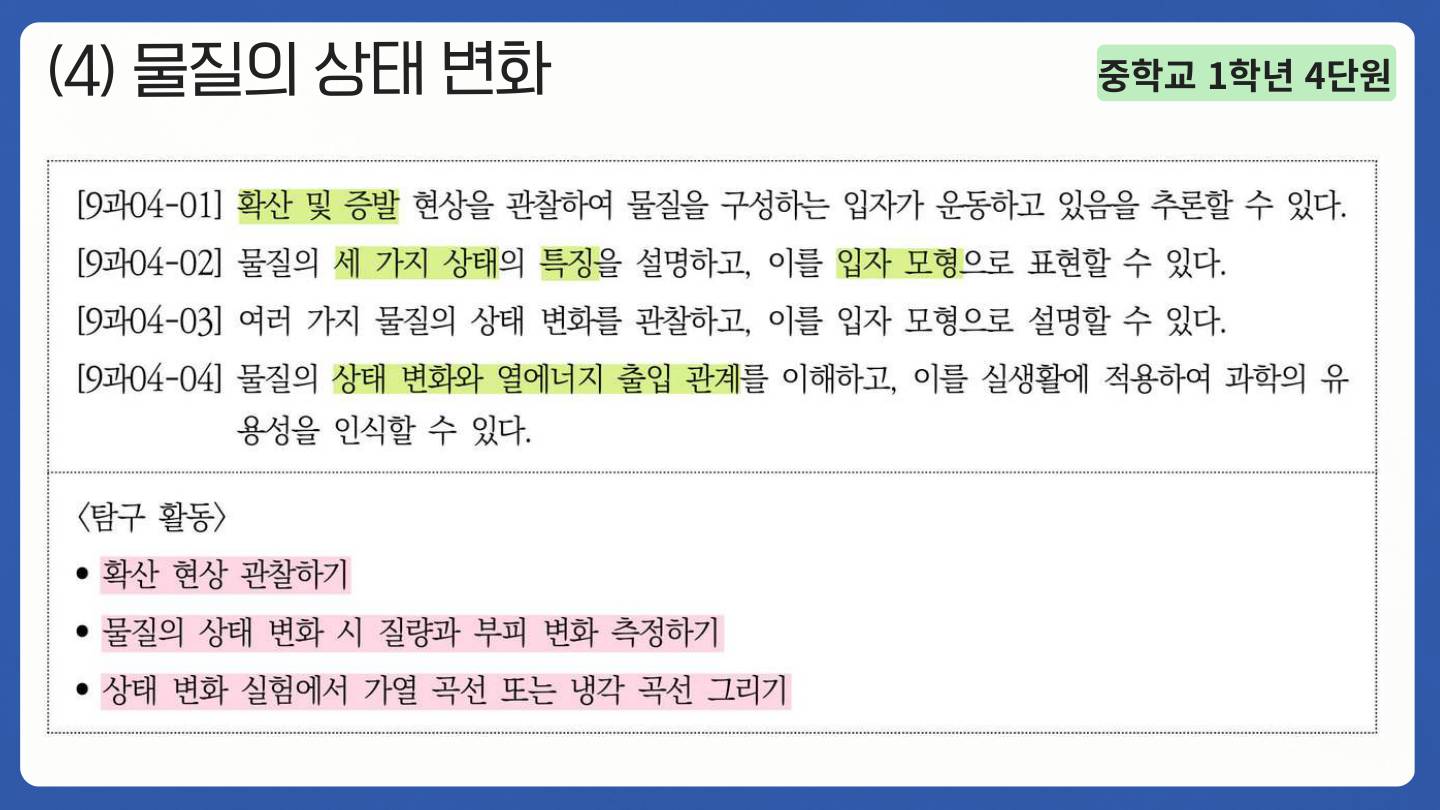 (4) 물질의 상태 변화
중학교 1학년 4단원
[9과04-01] 확산 및 증발 현상을 관찰하여 물질을 구성하는 입자가 운동하고 있음을 추론할 수 있다.
[9과04-02] 물질의 세 가지 상태의 특징을 설명하고, 이를 입자 모형으로 표현할 수 있다.
[9과04-03] 여러 가지 물질의 상태 변화를 관찰하고, 이를 입자 모형으로 설명할 수 있다.
[9과04-04] 물질의 상태 변화와 열에너지 출입 관계를 이해하고, 이를 실생활에 적용하여 과학의 유
용성을 인식할 수 있다.
〈탐구 활동〉
• 확산 현상 관찰하기
• 물질의 상태 변화 시 질량과 부피 변화 측정하기
• 상태 변화 실험에서 가열 곡선 또는 냉각 곡선 그리기